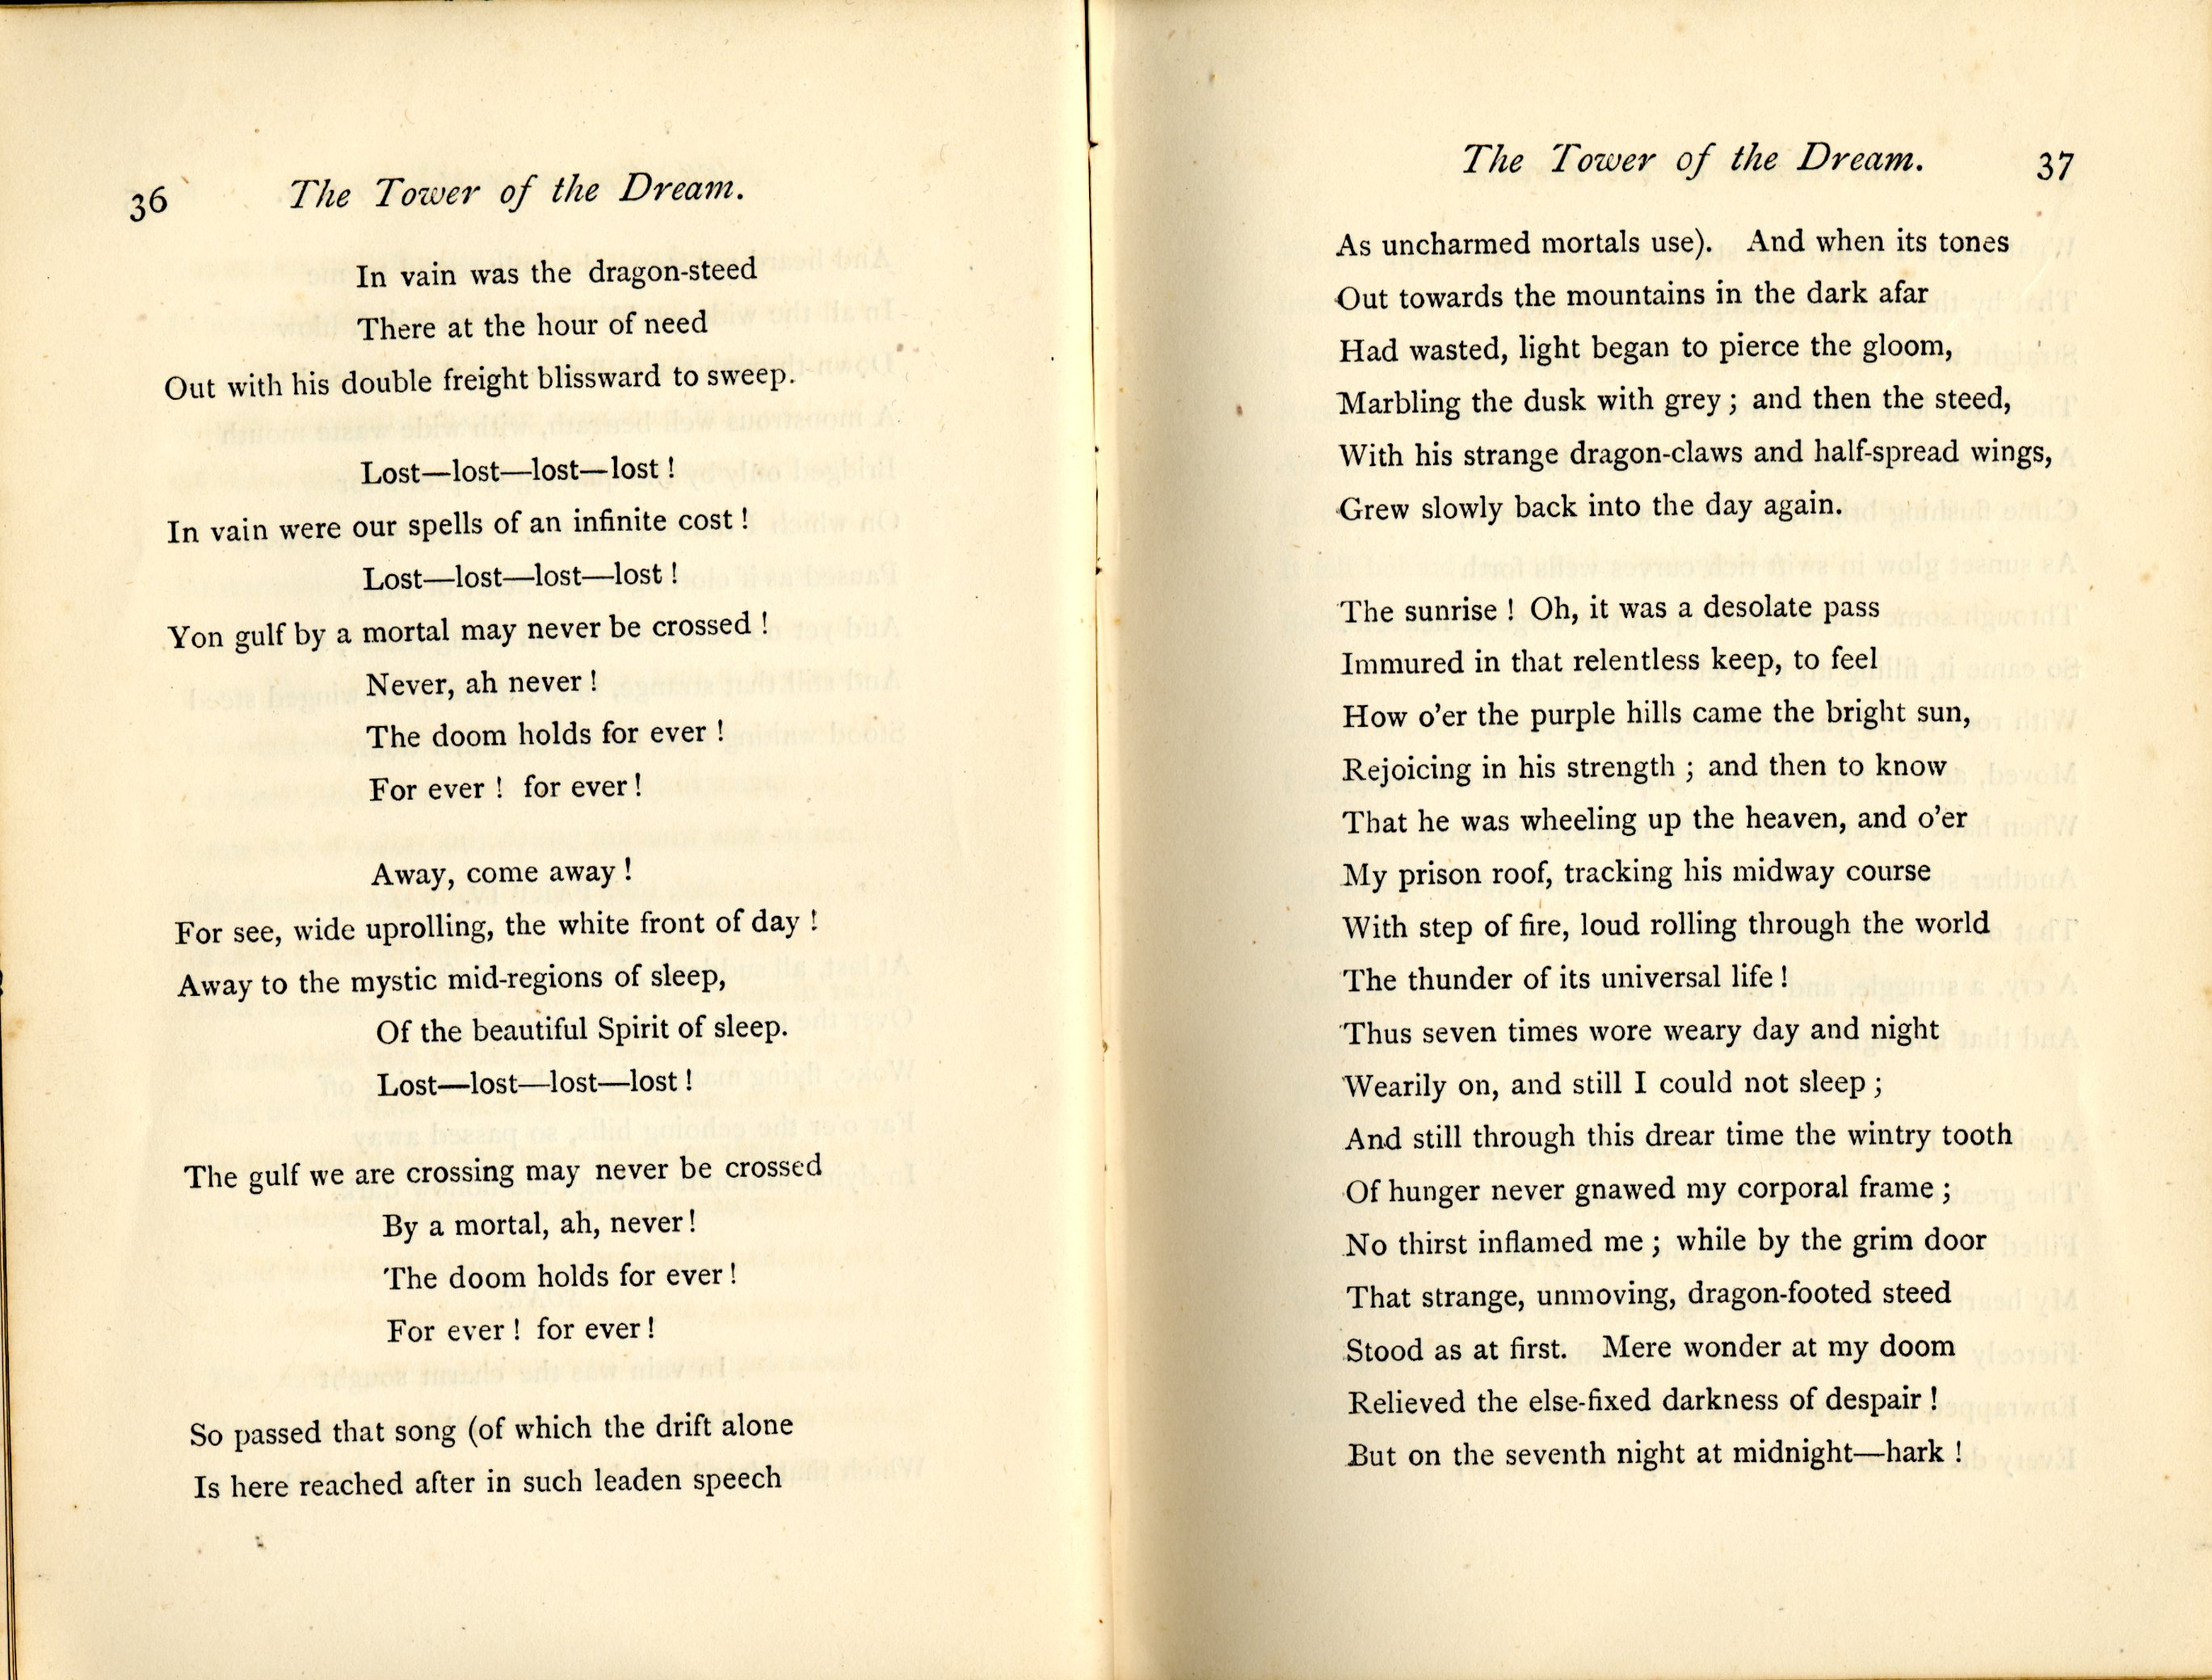 36 The Tower of the Dream.
In vain was the dragon-steed
There at the hour of need
Out with his double freight blissward to sweep.
Lost—lost—lost—lost !
In vain were our spells of an infinite cost !
Lost—lost—lost—lost !
Yon gulf by a mortal may never be crossed !
Never, ah never !
The doom holds for ever !
For ever ! for ever !
Away, come away !
For see, wide uprolling, the white front of day !
Away to the mystic mid-regions of sleep,
Of the beautiful Spirit of sleep.
Lost—lost—lost—lost !
The gulf we are crossing may never be crossed
By a mortal, ah, never !
The doom holds for ever !
For ever ! for ever !
So passed that song (of which the drift alone
Is here reached after in such leaden speech
The Tower of the Dream. 37
As uncharmed mortals use). And when its tones
Out towards the mountains in the dark afar
Had wasted, light began to pierce the gloom,
Marbling the dusk with grey ; and then the steed,
With his strange dragon-claws and half-spread wings,
Grew slowly back into the day again.
The sunrise ! Oh, it was a desolate pass
Immured in that relentless keep, to feel
How o'er the purple hills came the bright sun,
Rejoicing in his strength ; and then to know
That he was wheeling up the heaven, and o'er
My prison roof, tracking his midway course
With step of fire, loud rolling through the world
The thunder of its universal life !
Thus seven times wore weary day and night
Wearily on, and still I could not sleep ;
And still through this drear time the wintry tooth
Of hunger never gnawed my corporal frame ;
No thirst inflamed me ; while by the grim door
That strange, unmoving, dragon-footed steed
Stood as at first. Mere wonder at my doom
Relieved the else-fixed darkness of despair !
But on the seventh night at midnight—hark !